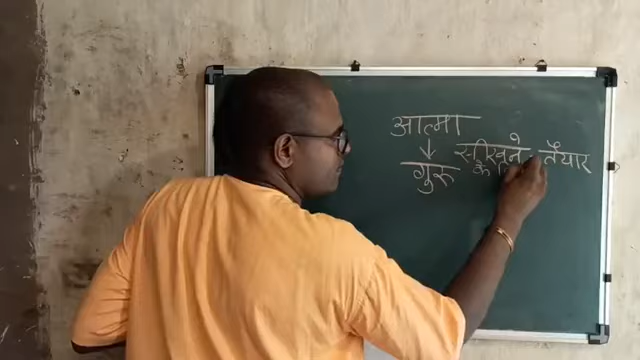 आत्मा
↓
गुरू
सीखने तैयार
के